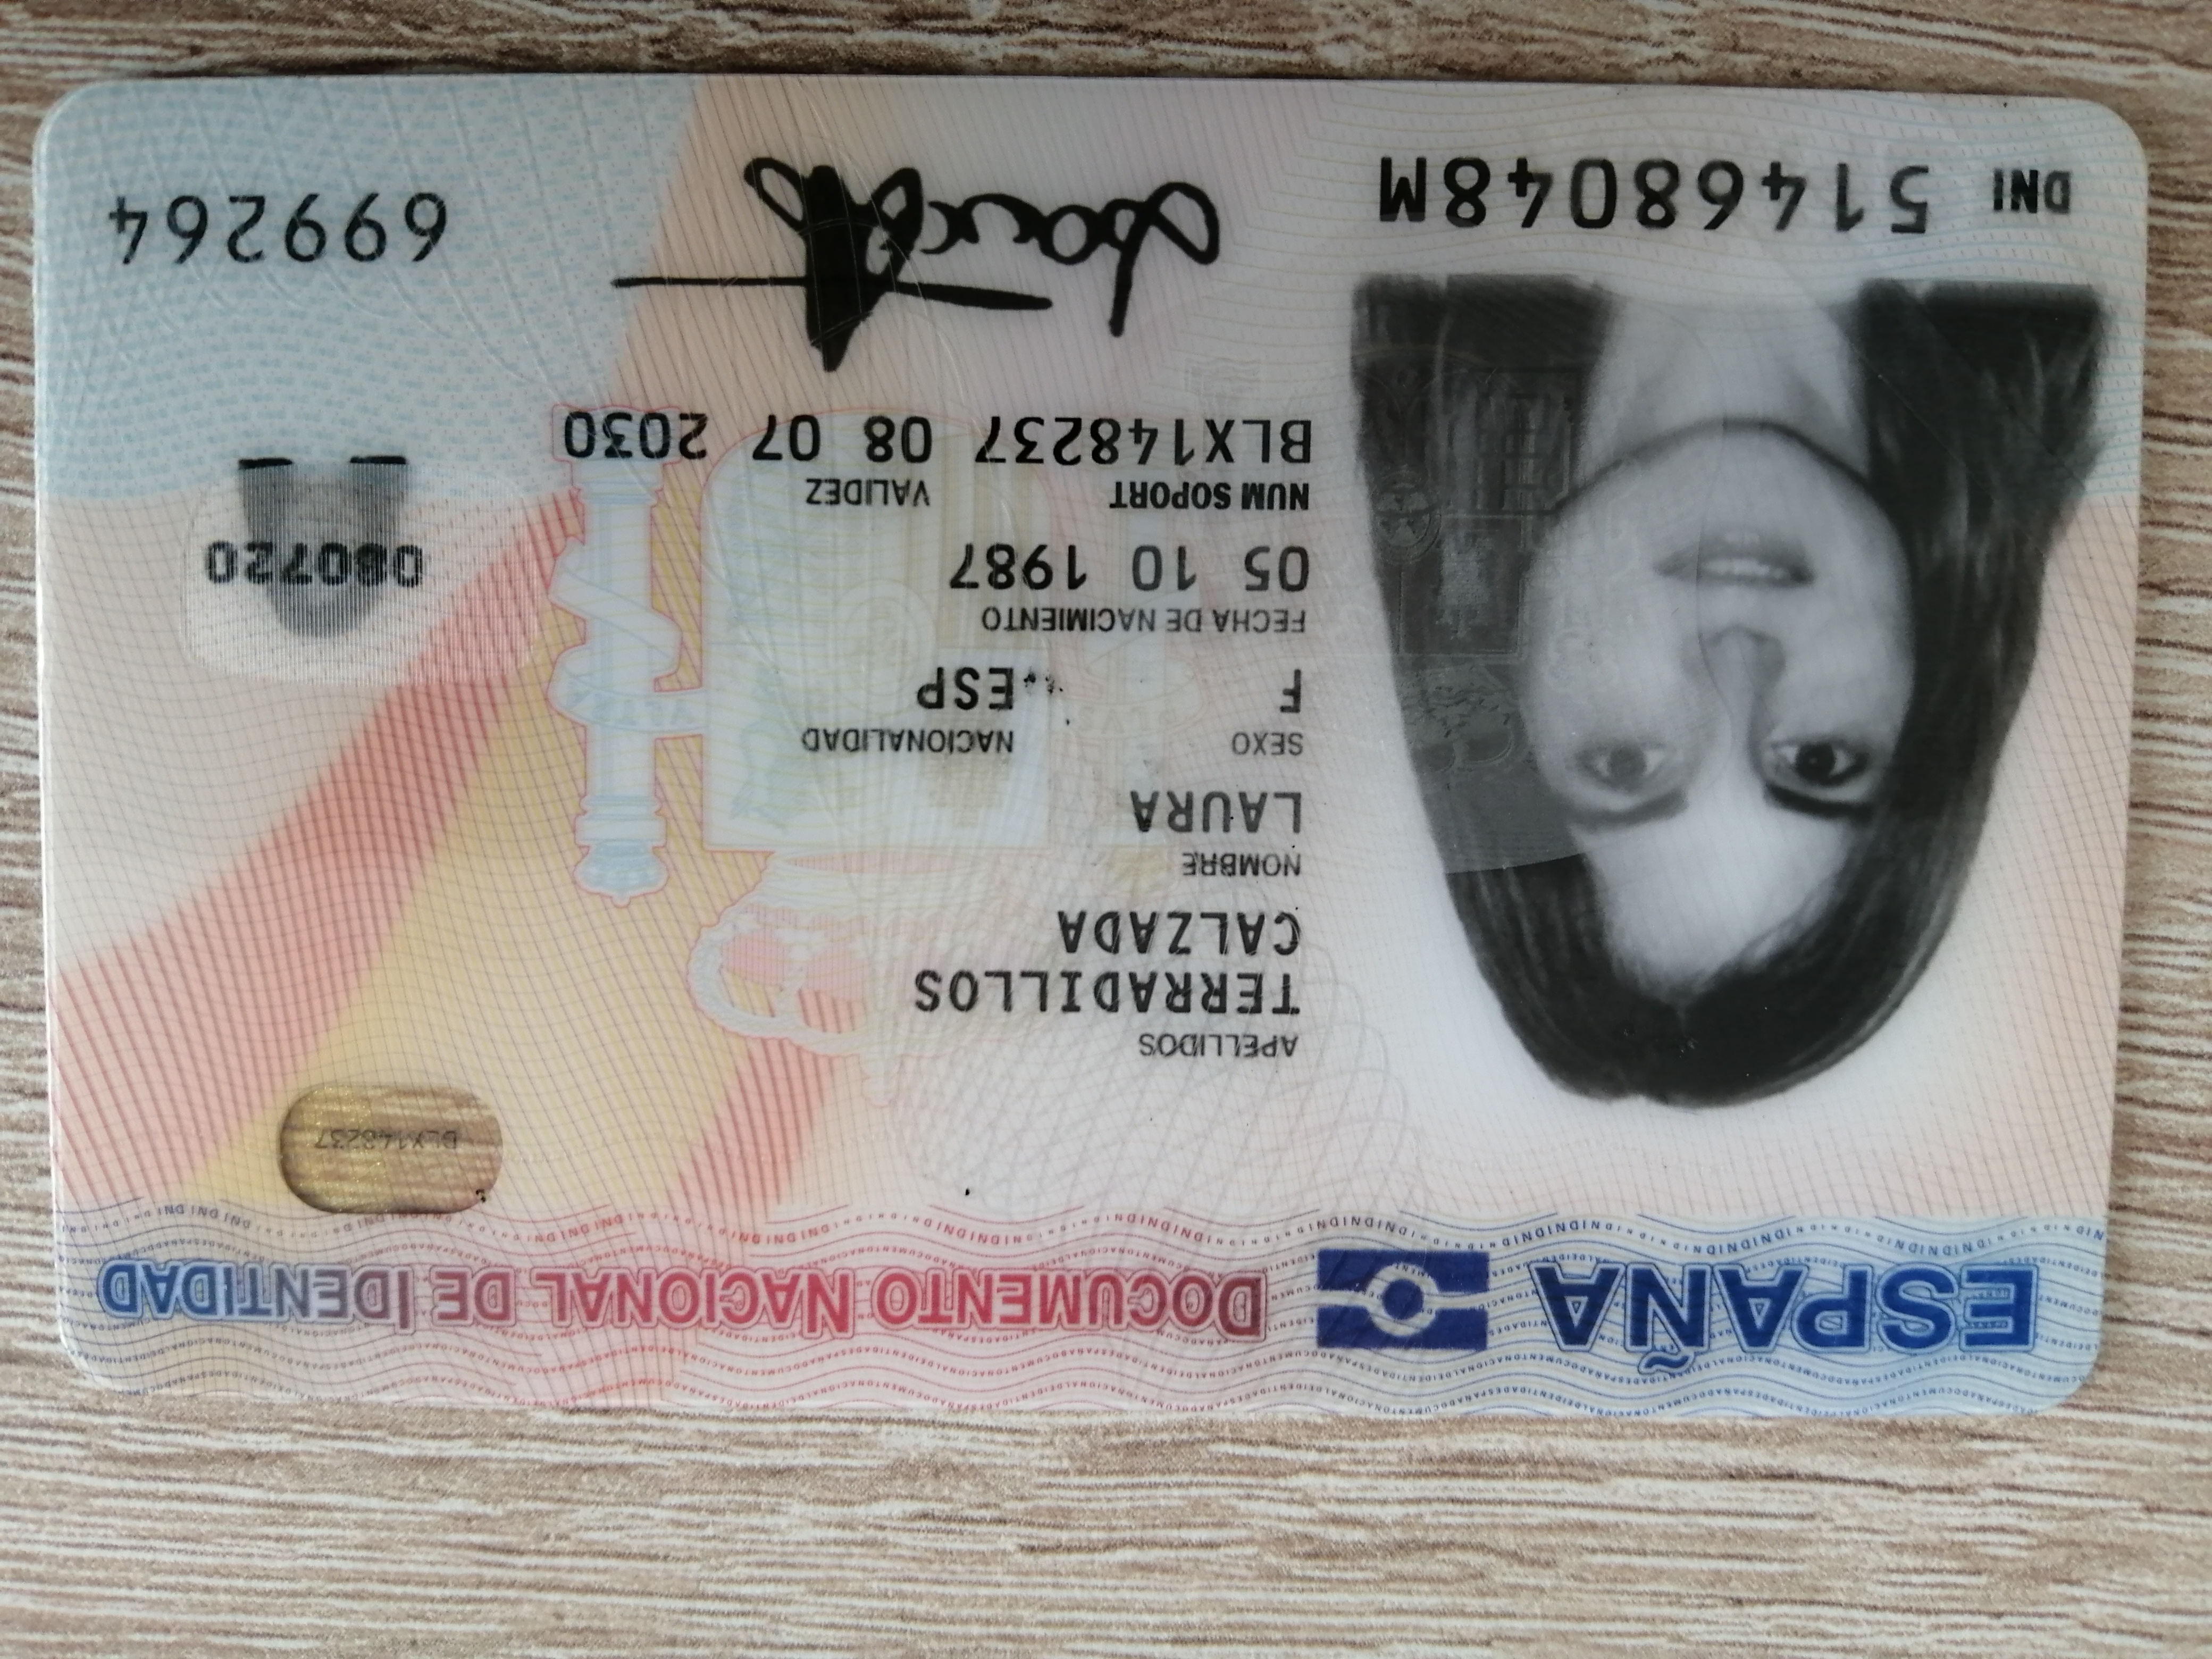 ESPAÑA DOCUMENTO NACIONAL DE IDENTIDAD
BLX148237
APELLIDOS
TERRADILLOS
CALZADA
NOMBRE
LAURA
SEXO NACIONALIDAD
F ESP
FECHA DE NACIMIENTO
05 10 1987
080720
NUM SOPORT VALIDEZ
BLX148237 08 07 2030
DNI 51468048M
699264